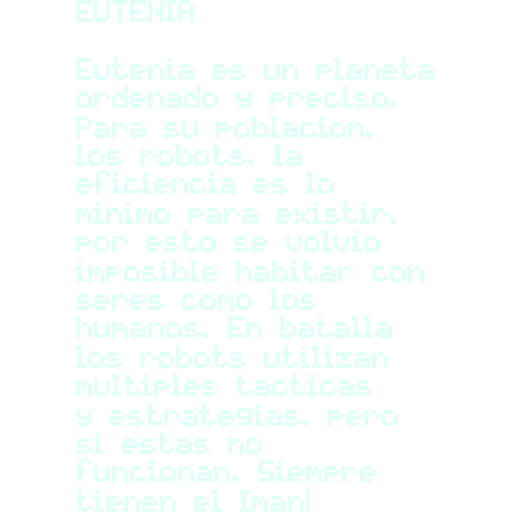 EUTENIA
Eutenia es un planeta
ordenado y preciso.
Para su poblacion,
los robots, la
eficiencia es lo
minimo para existir,
por esto se volvio
imposible habitar con
seres como los
humanos. En batalla
los robots utilizan
multiples tacticas
y estrategias, pero
si estas no
funcionan. Siempre
tienen el Iman!